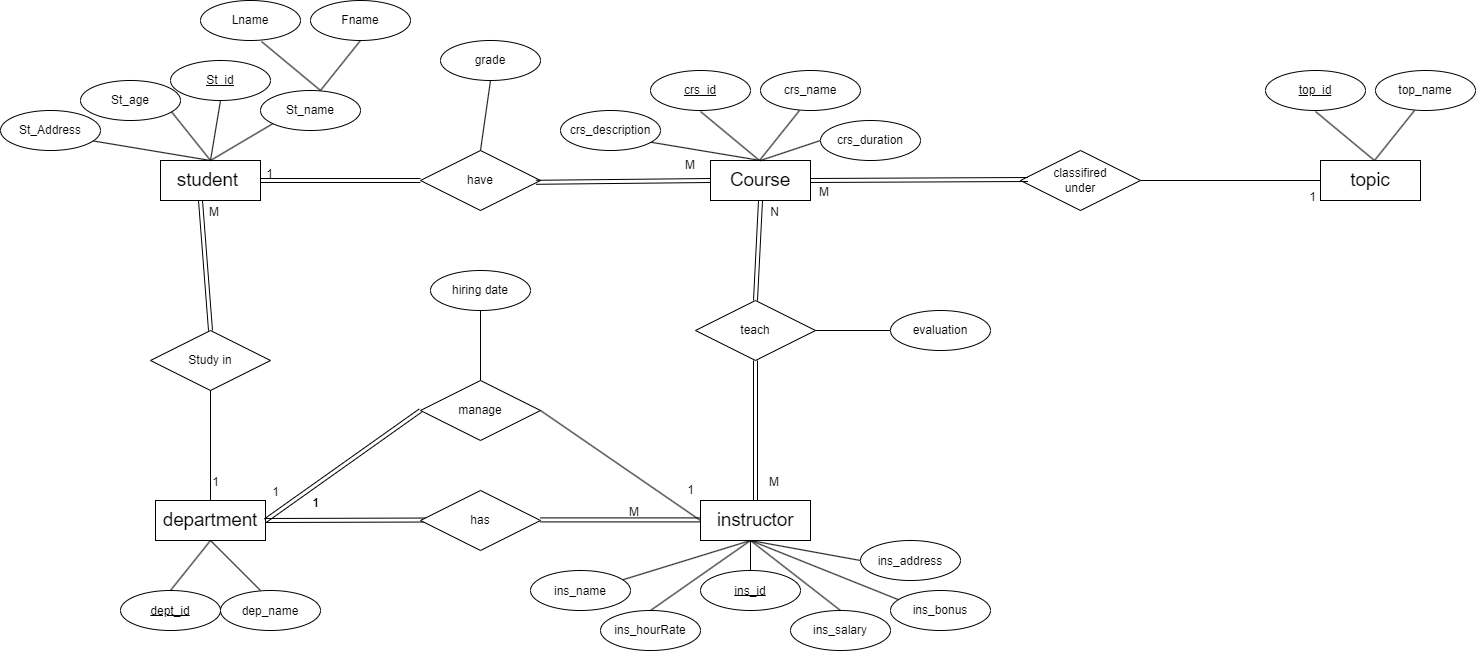 Lname
Fname
St_id
St_age
St_name
St_Address
grade
crs_id
crs_name
crs_description
crs_duration
top_id
top_name
student
1
have
M
Course
M
classifired
under
1
topic
M
N
hiring date
teach
evaluation
Study in
manage
1
1
1
1
M
M
department
has
instructor
ins_address
ins_name
ins_id
dept_id
dep_name
ins_bonus
ins_hourRate
ins_salary